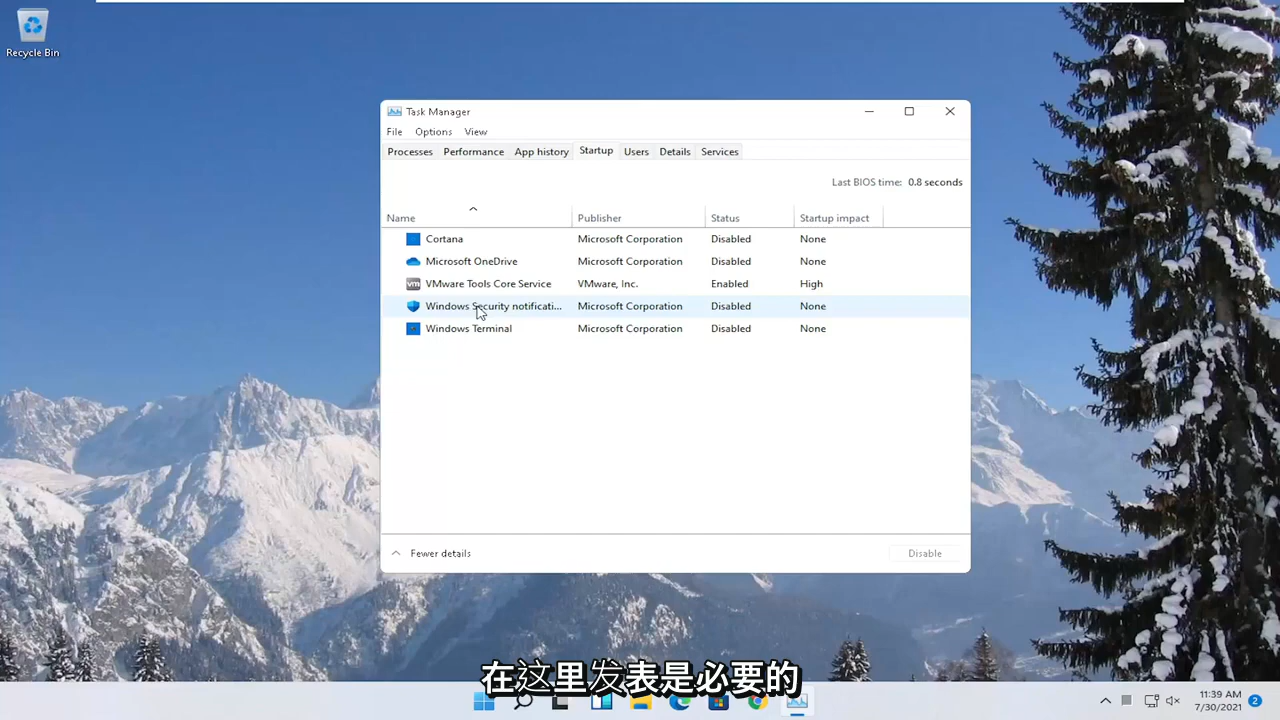 Recycle Bin
Task Manager
File Options View
Processes Performance App history Startup Users Details Services
Last BIOS time: 0.8 seconds
Name Publisher Status Startup impact
Cortana Microsoft Corporation Disabled None
Microsoft OneDrive Microsoft Corporation Disabled None
VMware Tools Core Service VMware, Inc. Enabled High
Windows Security notificati... Microsoft Corporation Disabled None
Windows Terminal Microsoft Corporation Disabled None
Fewer details Disable
在这里发表是必要的
11:39 AM
7/30/2021
2